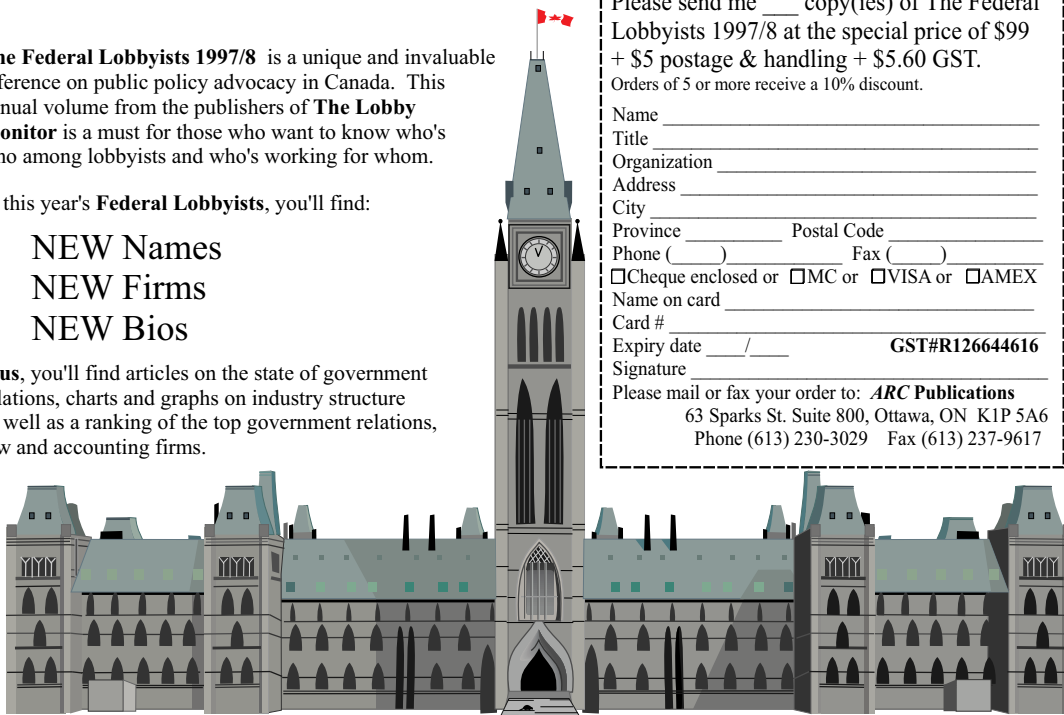 he Federal Lobbyists 1997/8 is a unique and invaluable
ference on public policy advocacy in Canada. This
nual volume from the publishers of The Lobby
onitor is a must for those who want to know who's
ho among lobbyists and who's working for whom.
this year's Federal Lobbyists, you'll find:
NEW Names
NEW Firms
NEW Bios
us, you'll find articles on the state of government
lations, charts and graphs on industry structure
well as a ranking of the top government relations,
w and accounting firms.
Please send me ___ copy(ies) of The Federal
Lobbyists 1997/8 at the special price of $99
+ $5 postage & handling + $5.60 GST.
Orders of 5 or more receive a 10% discount.
Name
Title
Organization
Address
City
Province Postal Code
Phone (_____) Fax (_____)
☐Cheque enclosed or ☐MC or ☐VISA or ☐AMEX
Name on card
Card #
Expiry date ____/____ GST#R126644616
Signature
Please mail or fax your order to: ARC Publications
63 Sparks St. Suite 800, Ottawa, ON K1P 5A6
Phone (613) 230-3029 Fax (613) 237-9617